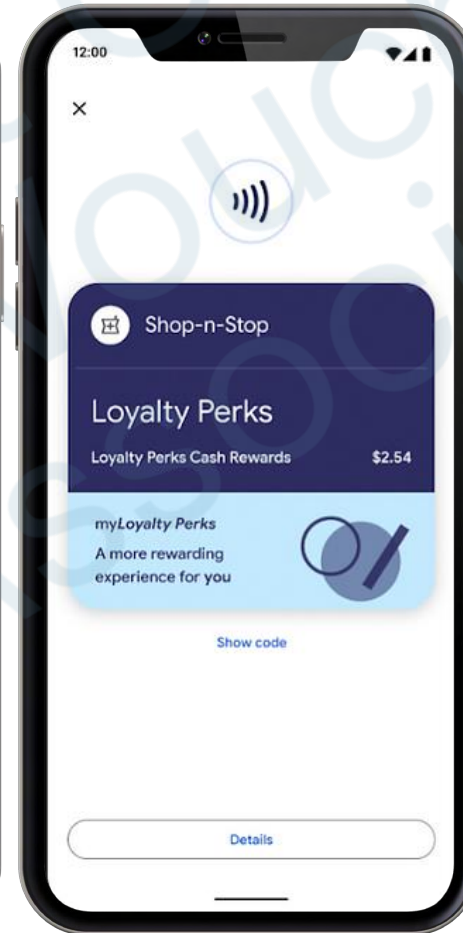 12:00
Shop-n-Stop
Loyalty Perks
Loyalty Perks Cash Rewards $2.54
myLoyalty Perks
A more rewarding
experience for you
Show code
Details